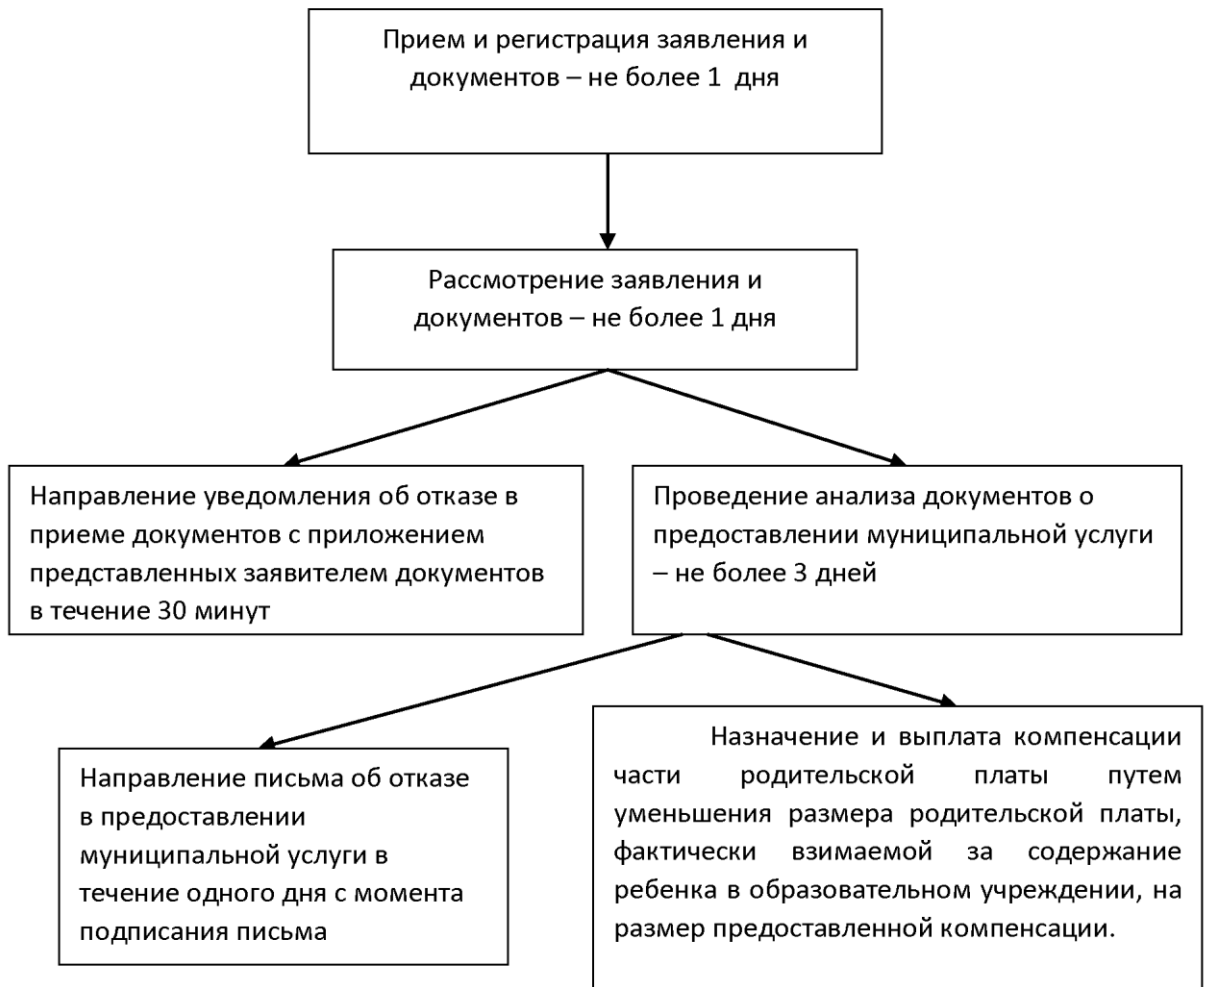 Прием и регистрация заявления и
документов – не более 1  дня
Рассмотрение заявления и
документов – не более 1 дня
Направление уведомления об отказе в
приеме документов с приложением
представленных заявителем документов
в течение 30 минут
Проведение анализа документов о
предоставлении муниципальной услуги
– не более 3 дней
Направление письма об отказе
в предоставлении
муниципальной услуги в
течение одного дня с момента
подписания письма
Назначение и выплата компенсации
части родительской платы путем
уменьшения размера родительской платы,
фактически взимаемой за содержание
ребенка в образовательном учреждении, на
размер предоставленной компенсации.